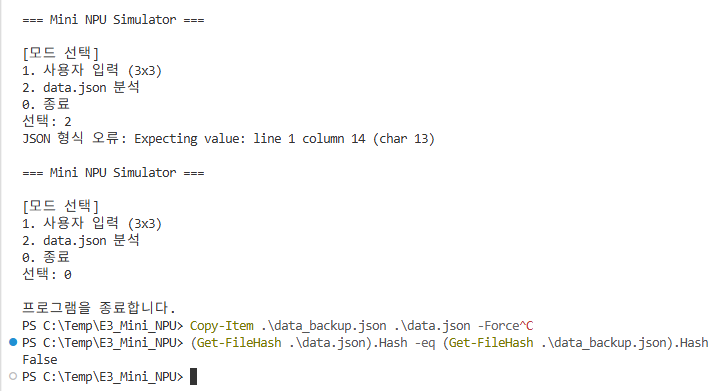 === Mini NPU Simulator ===
[모드 선택]
1. 사용자 입력 (3x3)
2. data.json 분석
0. 종료
선택: 2
JSON 형식 오류: Expecting value: line 1 column 14 (char 13)
=== Mini NPU Simulator ===
[모드 선택]
1. 사용자 입력 (3x3)
2. data.json 분석
0. 종료
선택: 0
프로그램을 종료합니다.
PS C:\Temp\E3_Mini_NPU> Copy-Item .\data_backup.json .\data.json -Force^C
PS C:\Temp\E3_Mini_NPU> (Get-FileHash .\data.json).Hash -eq (Get-FileHash .\data_backup.json).Hash
False
PS C:\Temp\E3_Mini_NPU>